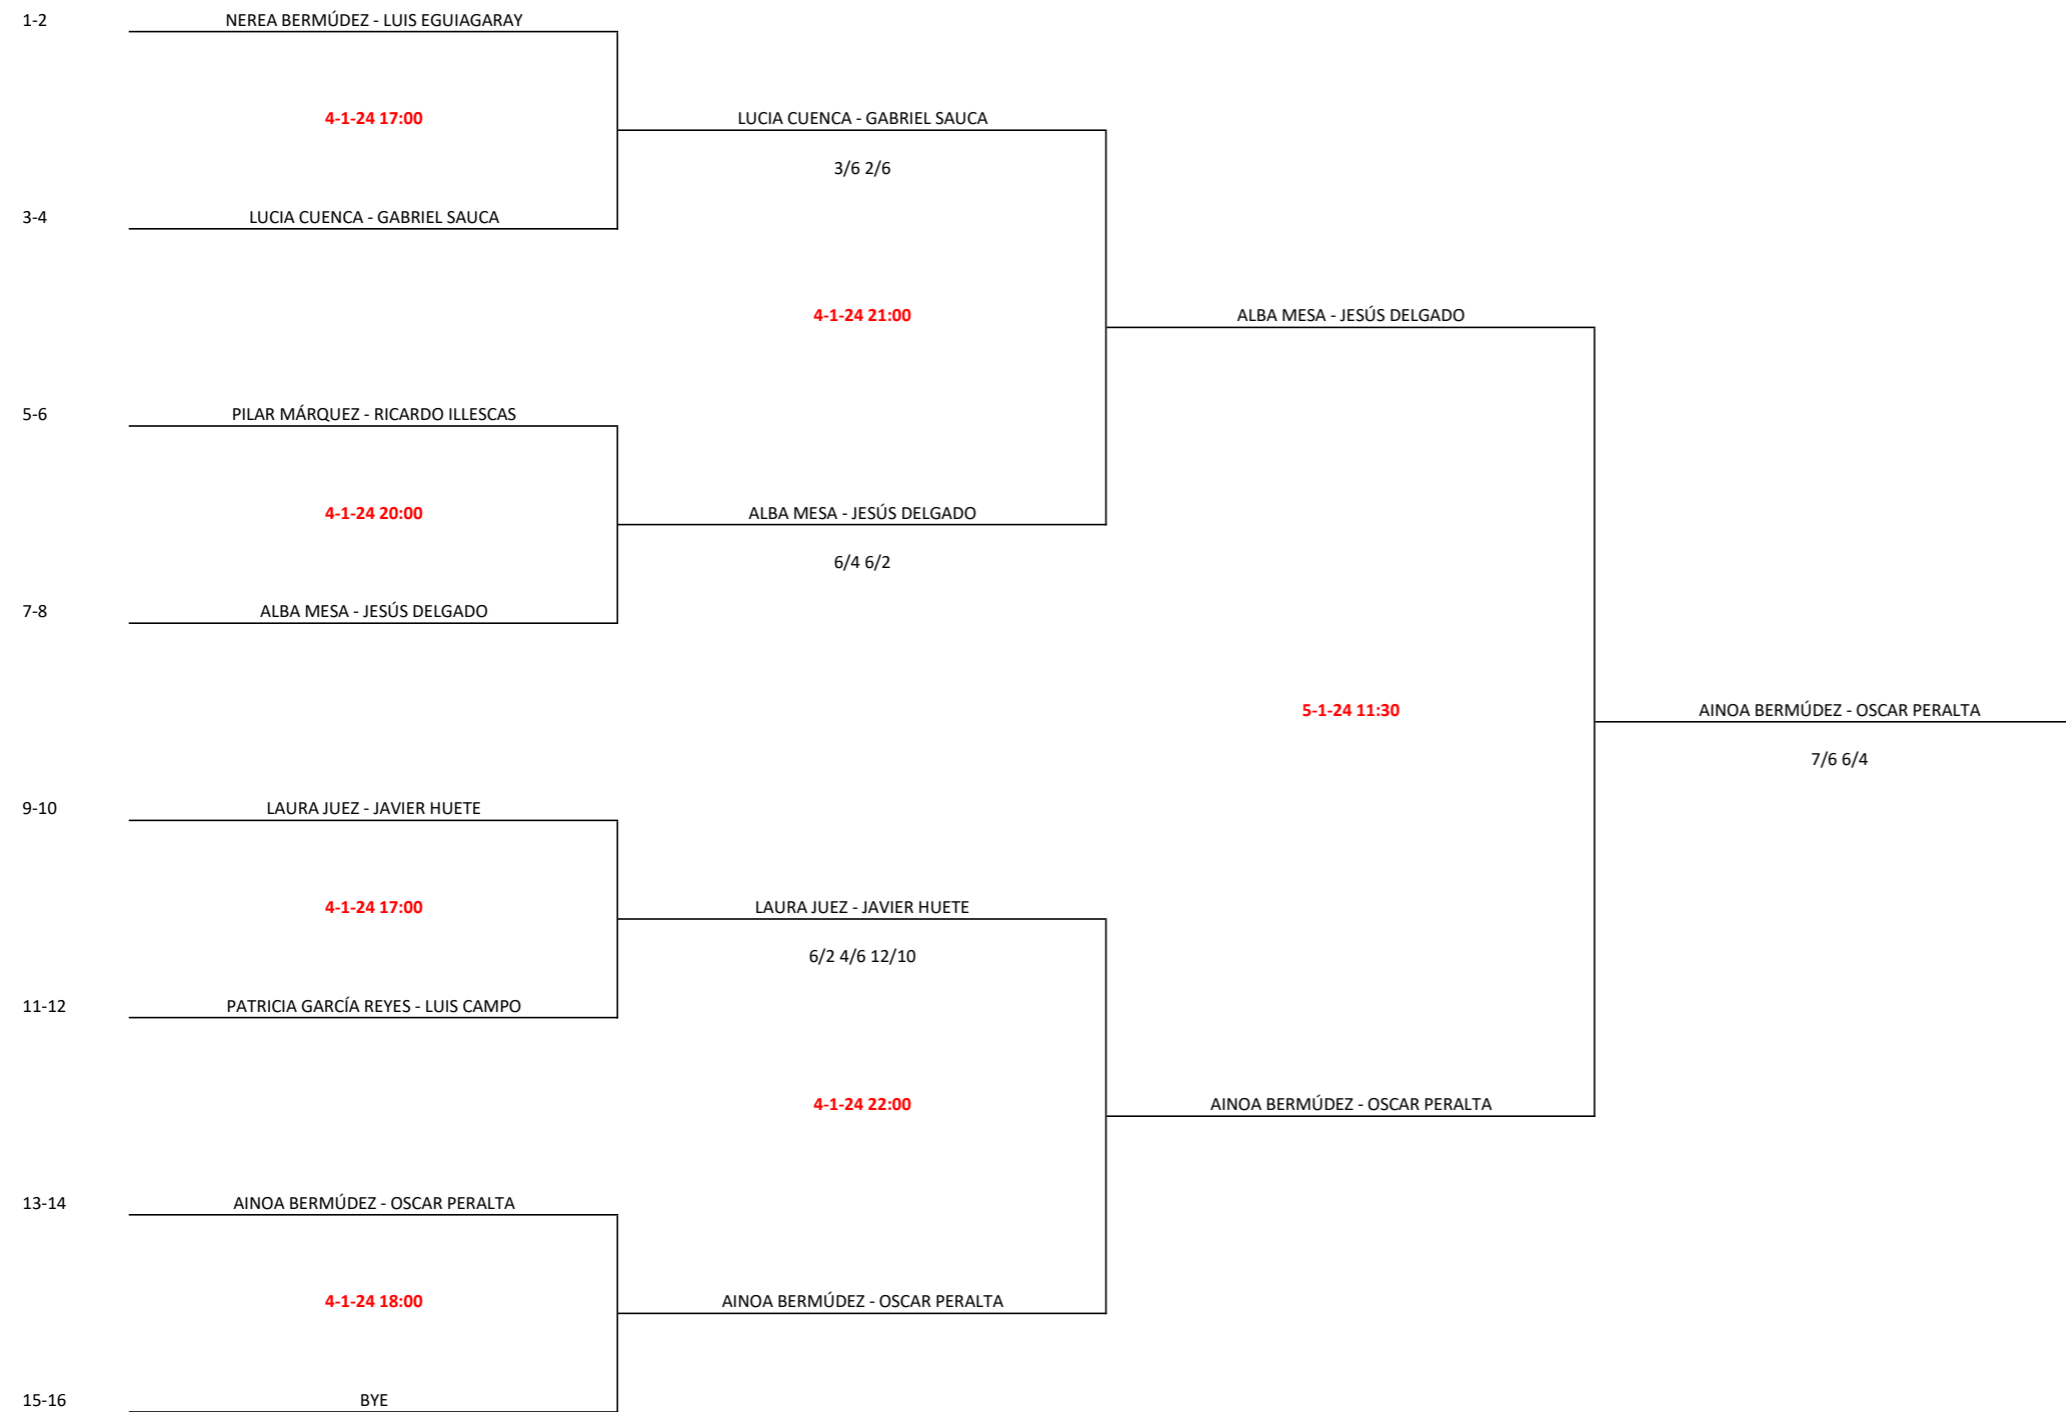 1-2 NEREA BERMÚDEZ - LUIS EGUIAGARAY
4-1-24 17:00 LUCIA CUENCA - GABRIEL SAUCA
3/6 2/6
3-4 LUCIA CUENCA - GABRIEL SAUCA
4-1-24 21:00 ALBA MESA - JESÚS DELGADO
5-6 PILAR MÁRQUEZ - RICARDO ILLESCAS
4-1-24 20:00 ALBA MESA - JESÚS DELGADO
6/4 6/2
7-8 ALBA MESA - JESÚS DELGADO
5-1-24 11:30 AINOA BERMÚDEZ - OSCAR PERALTA
7/6 6/4
9-10 LAURA JUEZ - JAVIER HUETE
4-1-24 17:00 LAURA JUEZ - JAVIER HUETE
6/2 4/6 12/10
11-12 PATRICIA GARCÍA REYES - LUIS CAMPO
4-1-24 22:00 AINOA BERMÚDEZ - OSCAR PERALTA
13-14 AINOA BERMÚDEZ - OSCAR PERALTA
4-1-24 18:00 AINOA BERMÚDEZ - OSCAR PERALTA
15-16 BYE